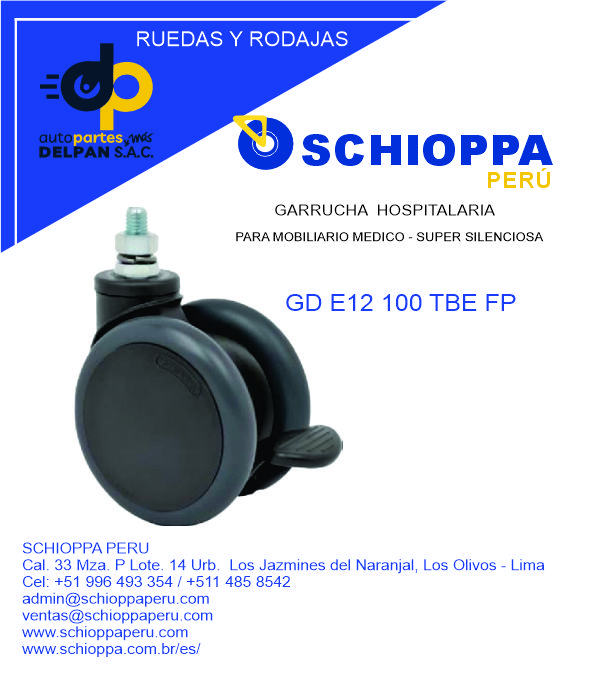 RUEDAS Y RODAJAS
dp
autopartes y más
DELPAN S.A.C.
SCHIOPPA
PERÚ
GARRUCHA HOSPITALARIA
PARA MOBILIARIO MEDICO - SUPER SILENCIOSA
GD E12 100 TBE FP
SCHIOPPA PERU
Cal. 33 Mza. P Lote. 14 Urb. Los Jazmines del Naranjal, Los Olivos - Lima
Cel: +51 996 493 354 / +511 485 8542
admin@schioppaperu.com
ventas@schioppaperu.com
www.schioppaperu.com
www.schioppa.com.br/es/